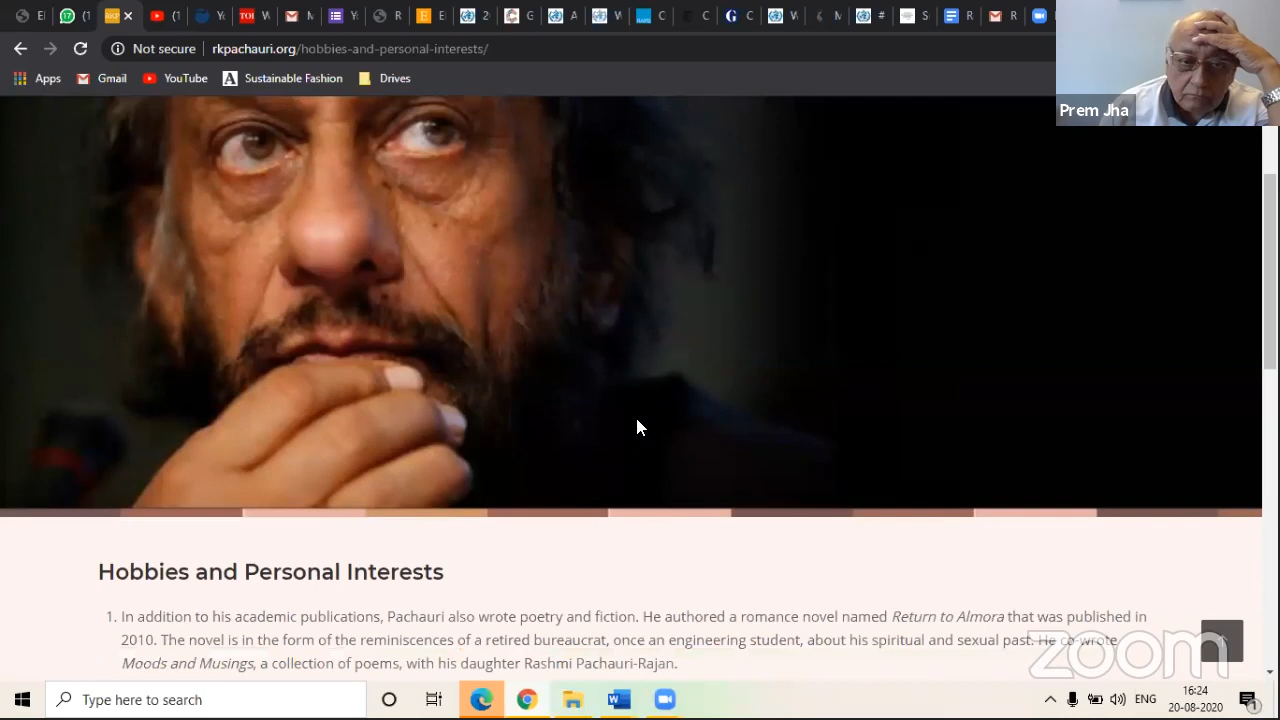 RKP
TOI
Not secure rkpachauri.org/hobbies-and-personal-interests/
Apps Gmail YouTube Sustainable Fashion Drives
Prem Jha
Hobbies and Personal Interests
1. In addition to his academic publications, Pachauri also wrote poetry and fiction. He authored a romance novel named Return to Almora that was published in
2010. The novel is in the form of the reminiscences of a retired bureaucrat, once an engineering student, about his spiritual and sexual past. He co-wrote
Moods and Musings, a collection of poems, with his daughter Rashmi Pachauri-Rajan.
zoom
Type here to search
ENG
16:24
20-08-2020